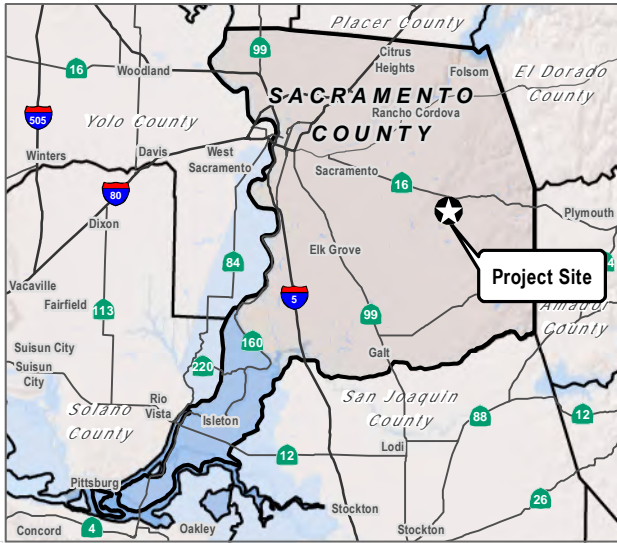 Placer County
99
Citrus
Heights
16
Woodland
Folsom
El Dorado
County
SACRAMENTO
COUNTY
Rancho Cordova
505
Yolo County
Winters
Davis
West
Sacramento
Sacramento
16
80
Dixon
Plymouth
Elk Grove
Project Site
84
4
Vacaville
Fairfield
113
5
99
Amador
County
160
Suisun City
Suisun
City
220
Galt
Rio
Vista
Solano
County
Isleton
San Joaquin
County
88
12
12
Lodi
Pittsburg
26
Stockton
4
Concord
Oakley
Stockton